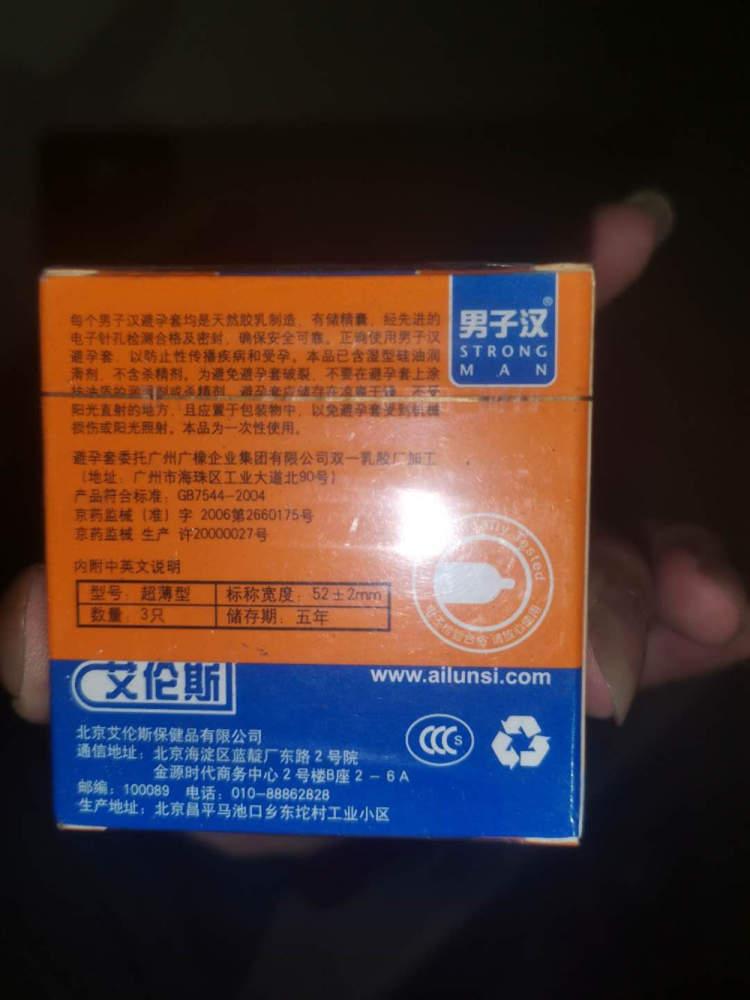 每个男子汉避孕套均是天然胶乳制造，有储精囊，经先进的
电子针孔检测合格及密封，确保安全可靠。正确使用男子汉
避孕套，以防止性传播疾病和受孕。本品已含湿型硅油润
滑剂，不含杀精剂。为避免避孕套破裂，不要在避孕套上涂
阳光直射的地方，且应置于包装物中，以免避孕套受到机械
损伤或阳光照射。本品为一次性使用。
男子汉®
STRONG
MAN
避孕套委托广州广橡企业集团有限公司双一乳胶厂加工
（地址：广州市海珠区工业大道北90号）
产品符合标准：GB7544-2004
京药监械（准）字 2006第2660175号
京药监械 生产 许20000027号
内附中英文说明
型号：超薄型 标称宽度：52±2mm
数量：3只 储存期：五年
Tested
艾伦斯
www.ailunsi.com
北京艾伦斯保健品有限公司
通信地址：北京海淀区蓝靛厂东路2号院
金源时代商务中心2号楼B座2-6A
邮编：100089 电话：010-88862828
生产地址：北京昌平马池口乡东坨村工业小区
CCC S